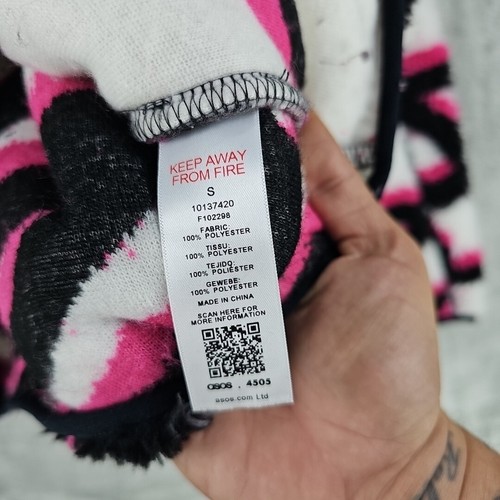 KEEP AWAY
FROM FIRE
S
10137420
F102298
FABRIC:
100% POLYESTER
TISSU:
100% POLYESTER
TEJIDO:
100% POLIÉSTER
GEWEBE:
100% POLYESTER
MADE IN CHINA
SCAN HERE FOR
MORE INFORMATION
asos . 4505
asos.com Ltd